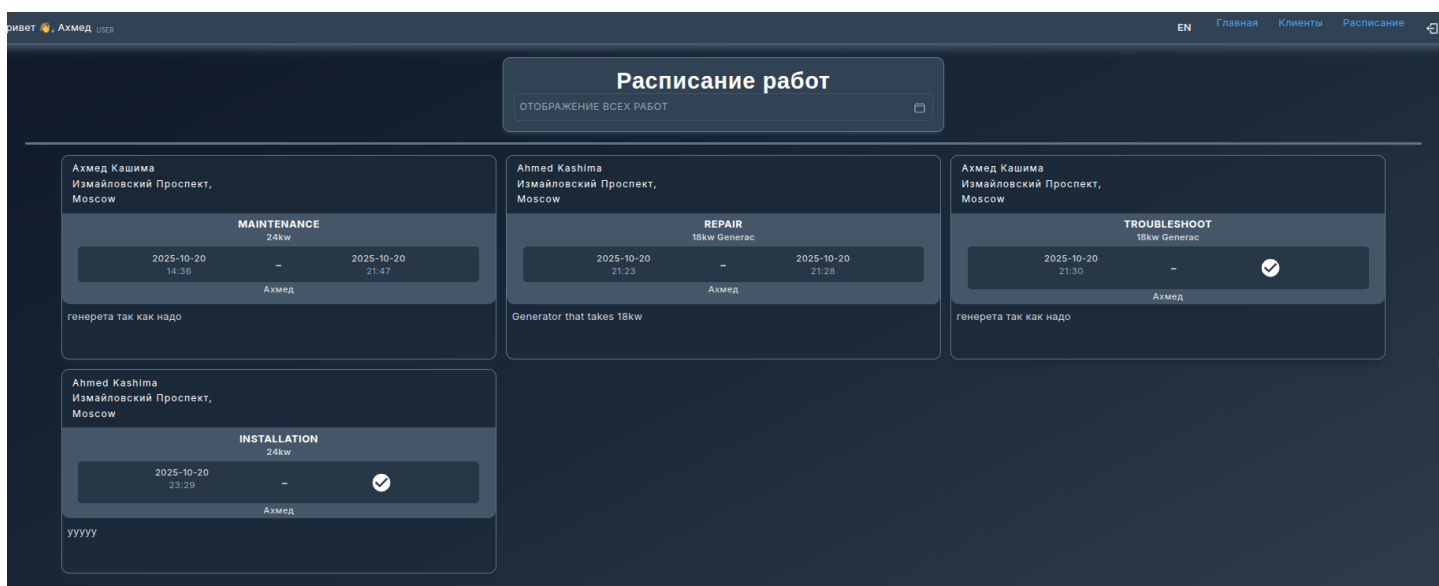 ривет 👋, Ахмед USER
EN Главная Клиенты Расписание
Расписание работ
ОТОБРАЖЕНИЕ ВСЕХ РАБОТ
Ахмед Кашима
Измайловский Проспект,
Moscow
MAINTENANCE
24kw
2025-10-20 – 2025-10-20
14:36 21:47
Ахмед
генерета так как надо
Ahmed Kashima
Измайловский Проспект,
Moscow
REPAIR
18kw Generac
2025-10-20 – 2025-10-20
21:23 21:28
Ахмед
Generator that takes 18kw
Ахмед Кашима
Измайловский Проспект,
Moscow
TROUBLESHOOT
18kw Generac
2025-10-20 –
21:30
Ахмед
генерета так как надо
Ahmed Kashima
Измайловский Проспект,
Moscow
INSTALLATION
24kw
2025-10-20 –
23:29
Ахмед
ууууу